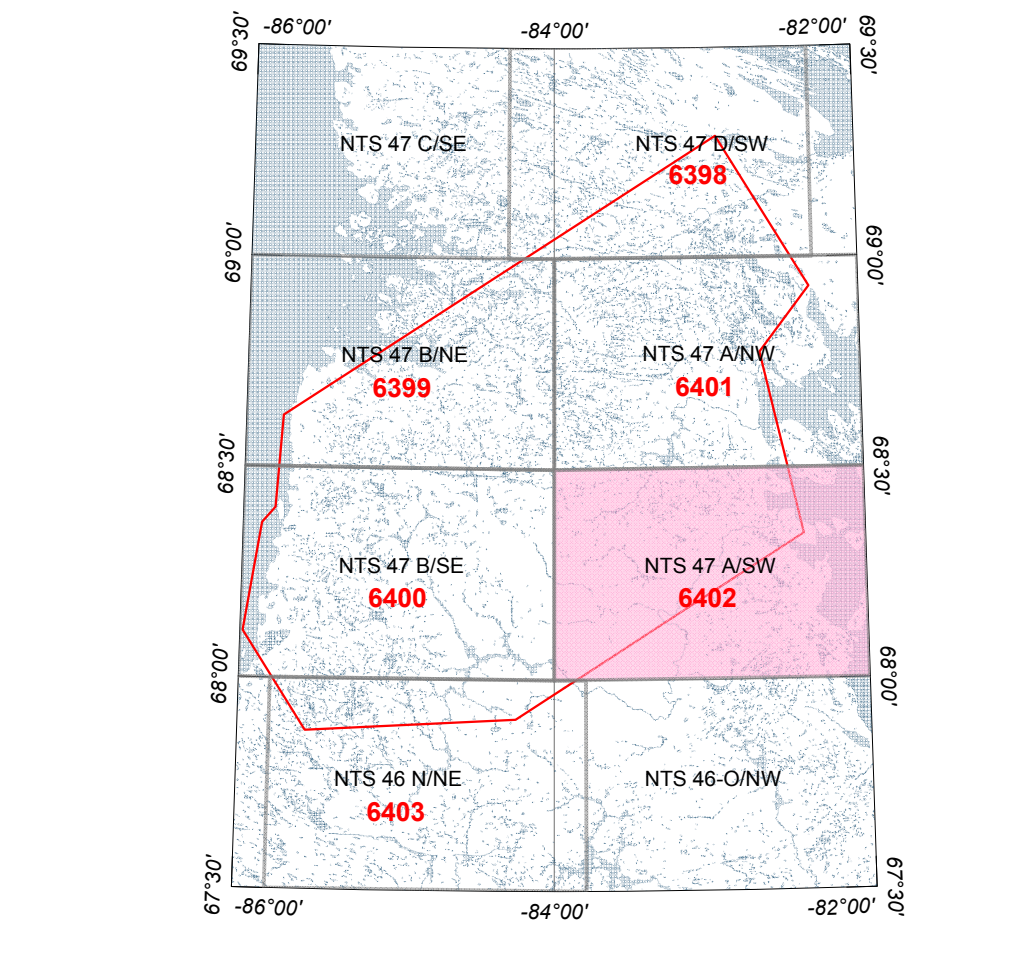 -86°00' -84°00' -82°00'
69°30' 69°30'
NTS 47 C/SE NTS 47 D/SW
6398
69°00' 69°00'
NTS 47 B/NE NTS 47 A/NW
6399 6401
68°30' 68°30'
NTS 47 B/SE NTS 47 A/SW
6400 6402
68°00' 68°00'
NTS 46 N/NE NTS 46-O/NW
6403
67°30' 67°30'
-86°00' -84°00' -82°00'